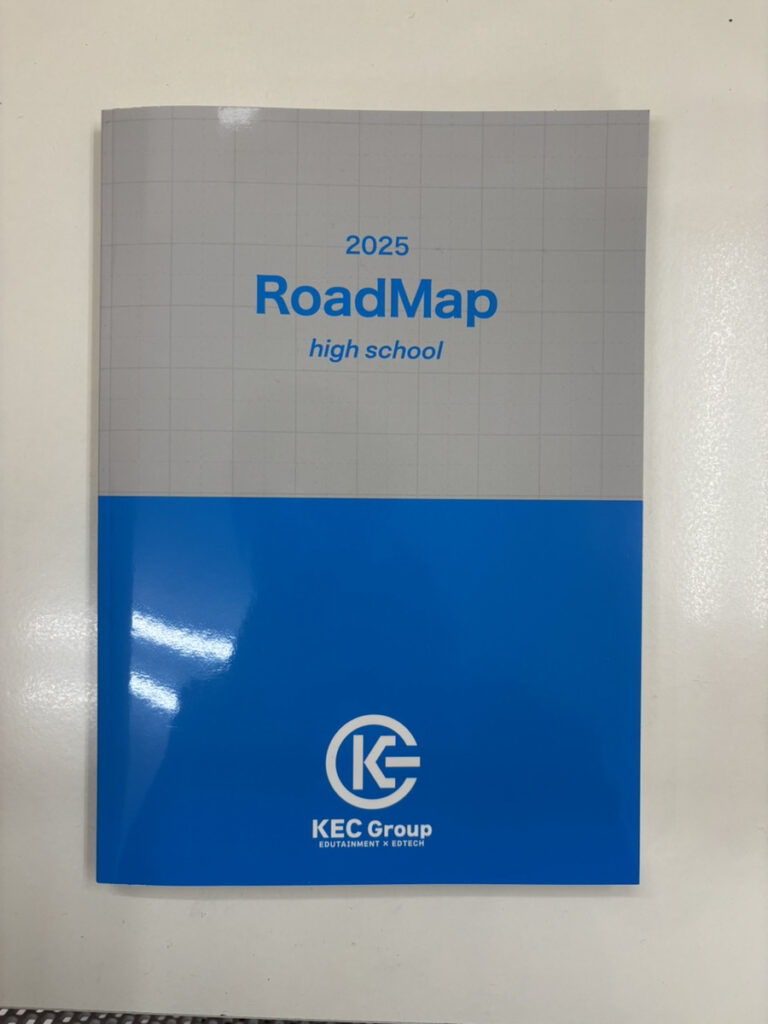 2025
RoadMap
high school
KEC Group
EDUTAINMENT × EDTECH